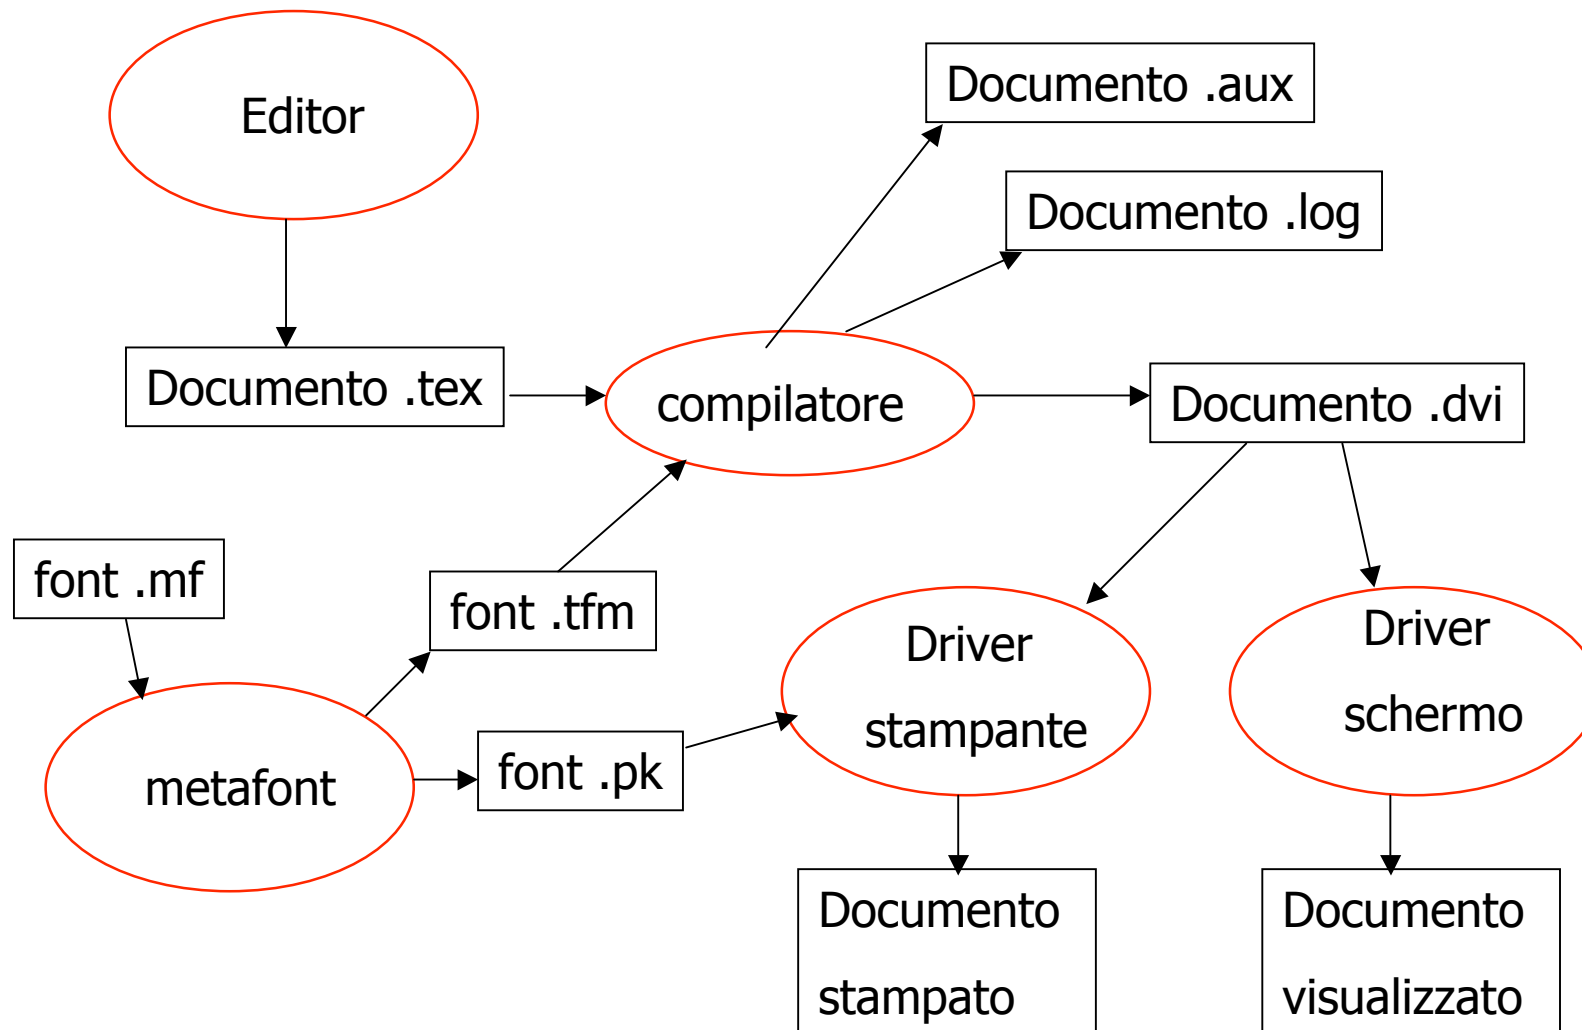 Editor
Documento .aux
Documento .log
Documento .tex
compilatore
Documento .dvi
font .mf
font .tfm
Driver
stampante
Driver
schermo
metafont
font .pk
Documento
stampato
Documento
visualizzato